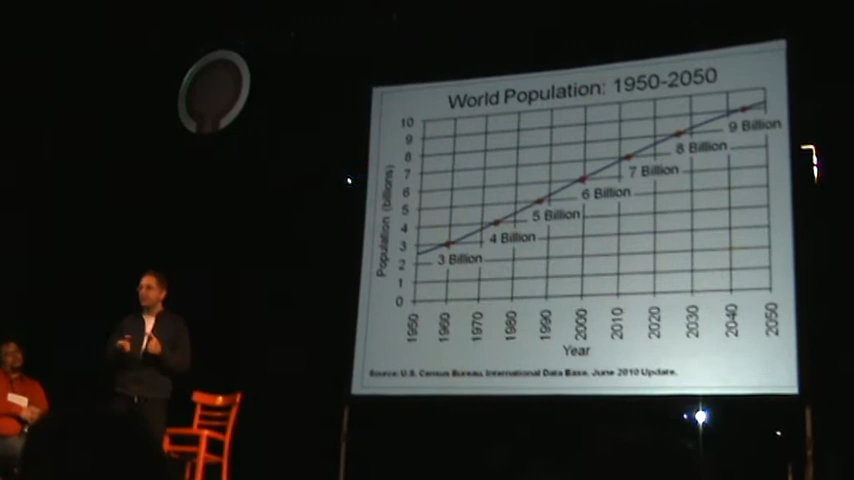 World Population: 1950-2050
Population (billions)
10
9
8
7
6
5
4
3
2
1
0
3 Billion
4 Billion
5 Billion
6 Billion
7 Billion
8 Billion
9 Billion
1950
1960
1970
1980
1990
2000
2010
2020
2030
2040
2050
Year
Source: U.S. Census Bureau, International Data Base, June 2010 Update.